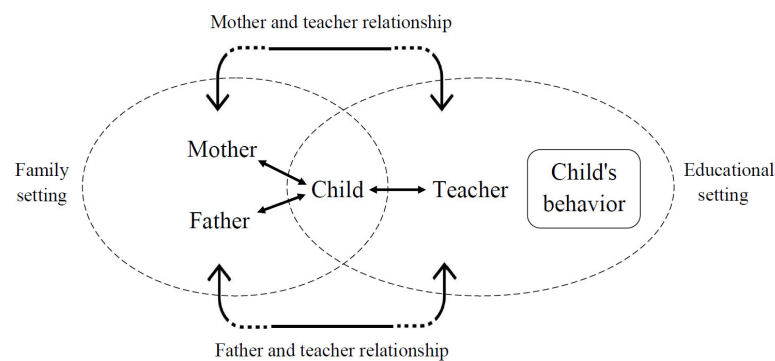 Mother and teacher relationship
Mother
Family
setting
Child
Father
Teacher
Child's
behavior
Educational
setting
Father and teacher relationship